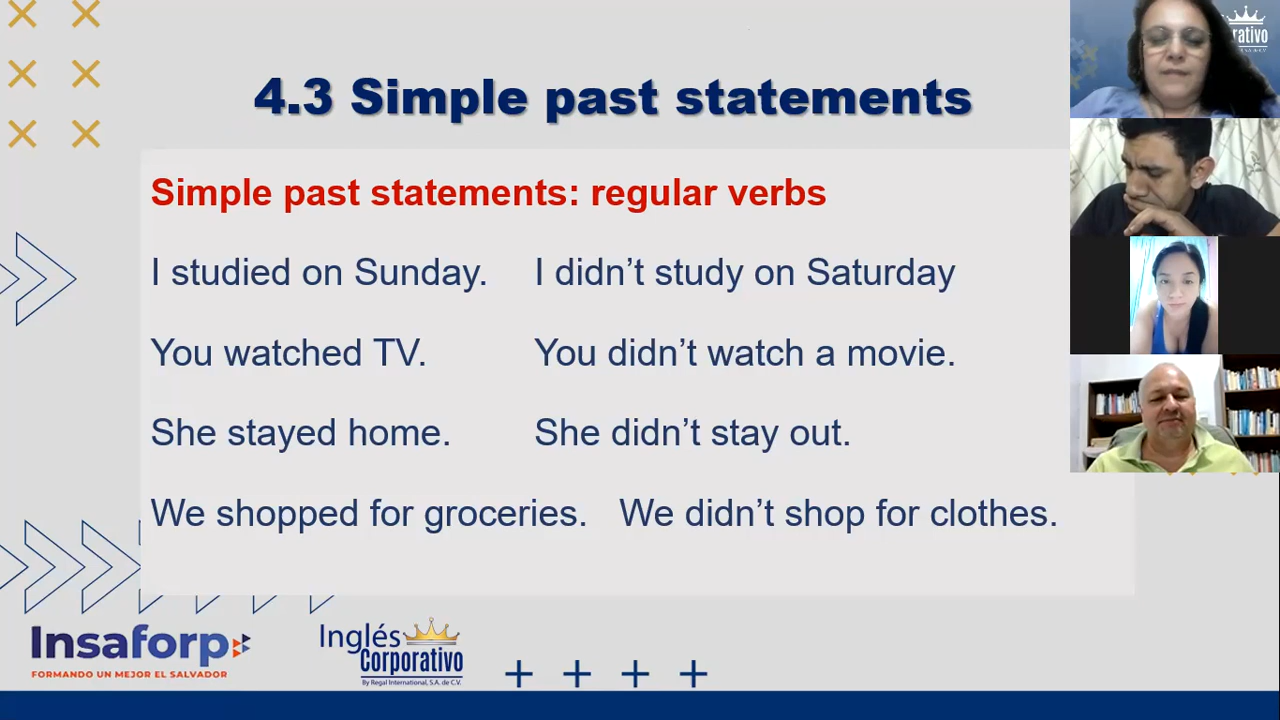 4.3 Simple past statements
Simple past statements: regular verbs
I studied on Sunday. I didn’t study on Saturday
You watched TV. You didn’t watch a movie.
She stayed home. She didn’t stay out.
We shopped for groceries. We didn’t shop for clothes.
Insaforp
FORMANDO UN MEJOR EL SALVADOR
Inglés
Corporativo
By Regal International, S.A. de C.V.